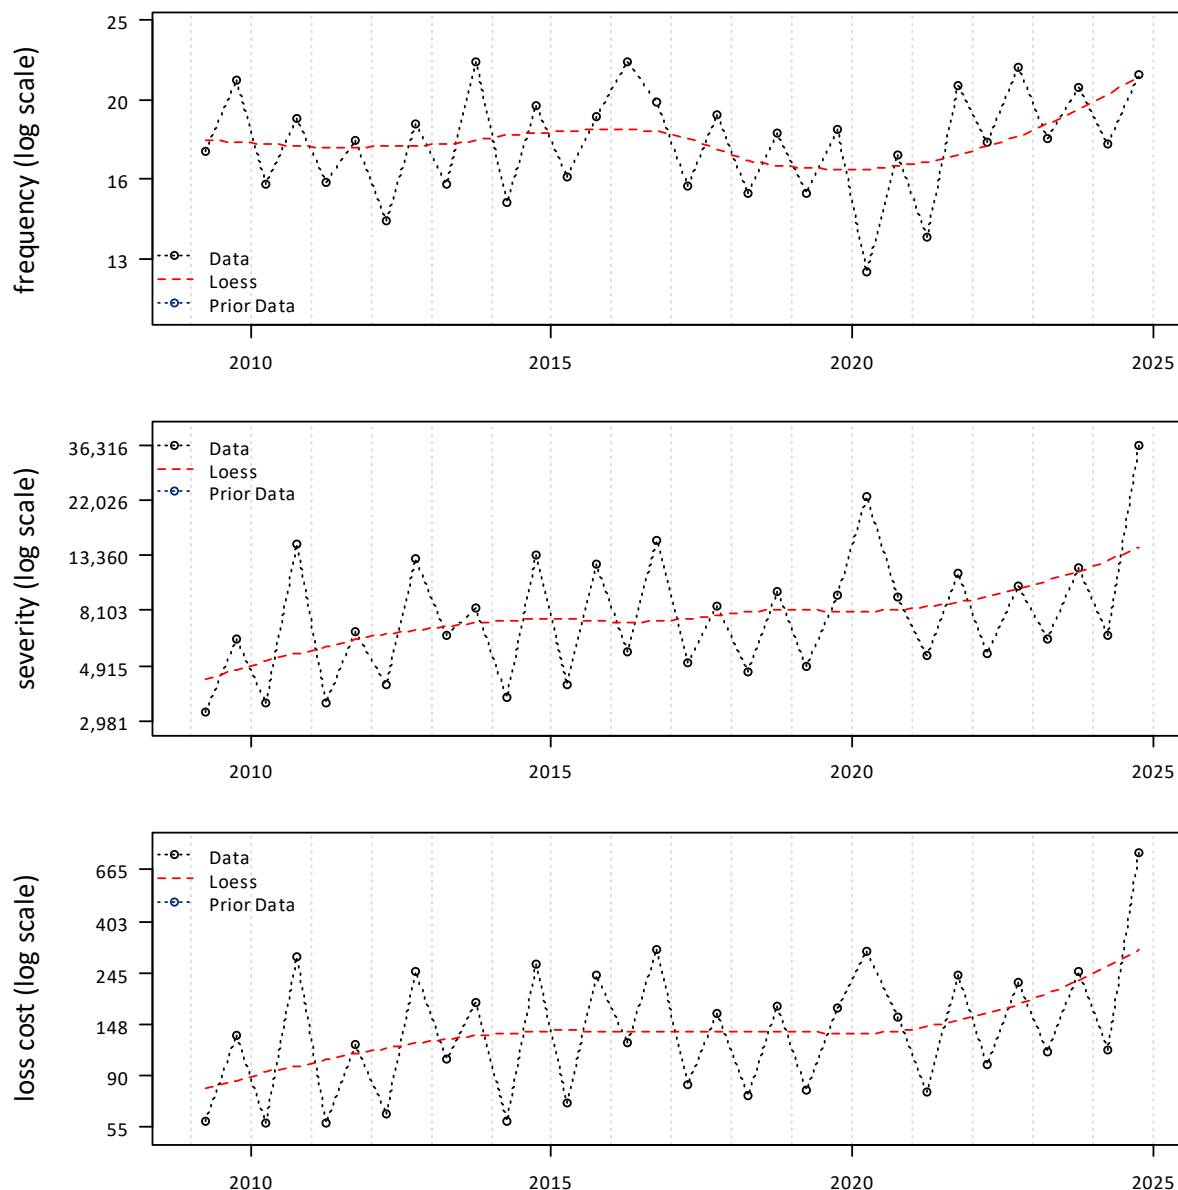 frequency (log scale)
25
20
16
13
Data
Loess
Prior Data
2010 2015 2020 2025
severity (log scale)
36,316
22,026
13,360
8,103
4,915
2,981
Data
Loess
Prior Data
2010 2015 2020 2025
loss cost (log scale)
665
403
245
148
90
55
Data
Loess
Prior Data
2010 2015 2020 2025